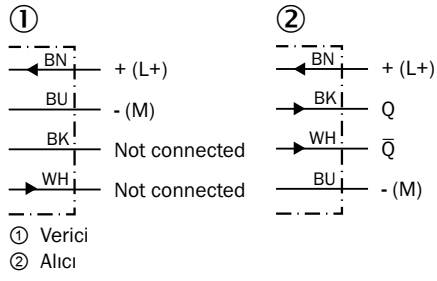 ① ②
BN + (L+)
BU - (M)
BK Not connected
WH Not connected
BN + (L+)
BK Q
WH Q̅
BU - (M)
① Verici
② Alıcı